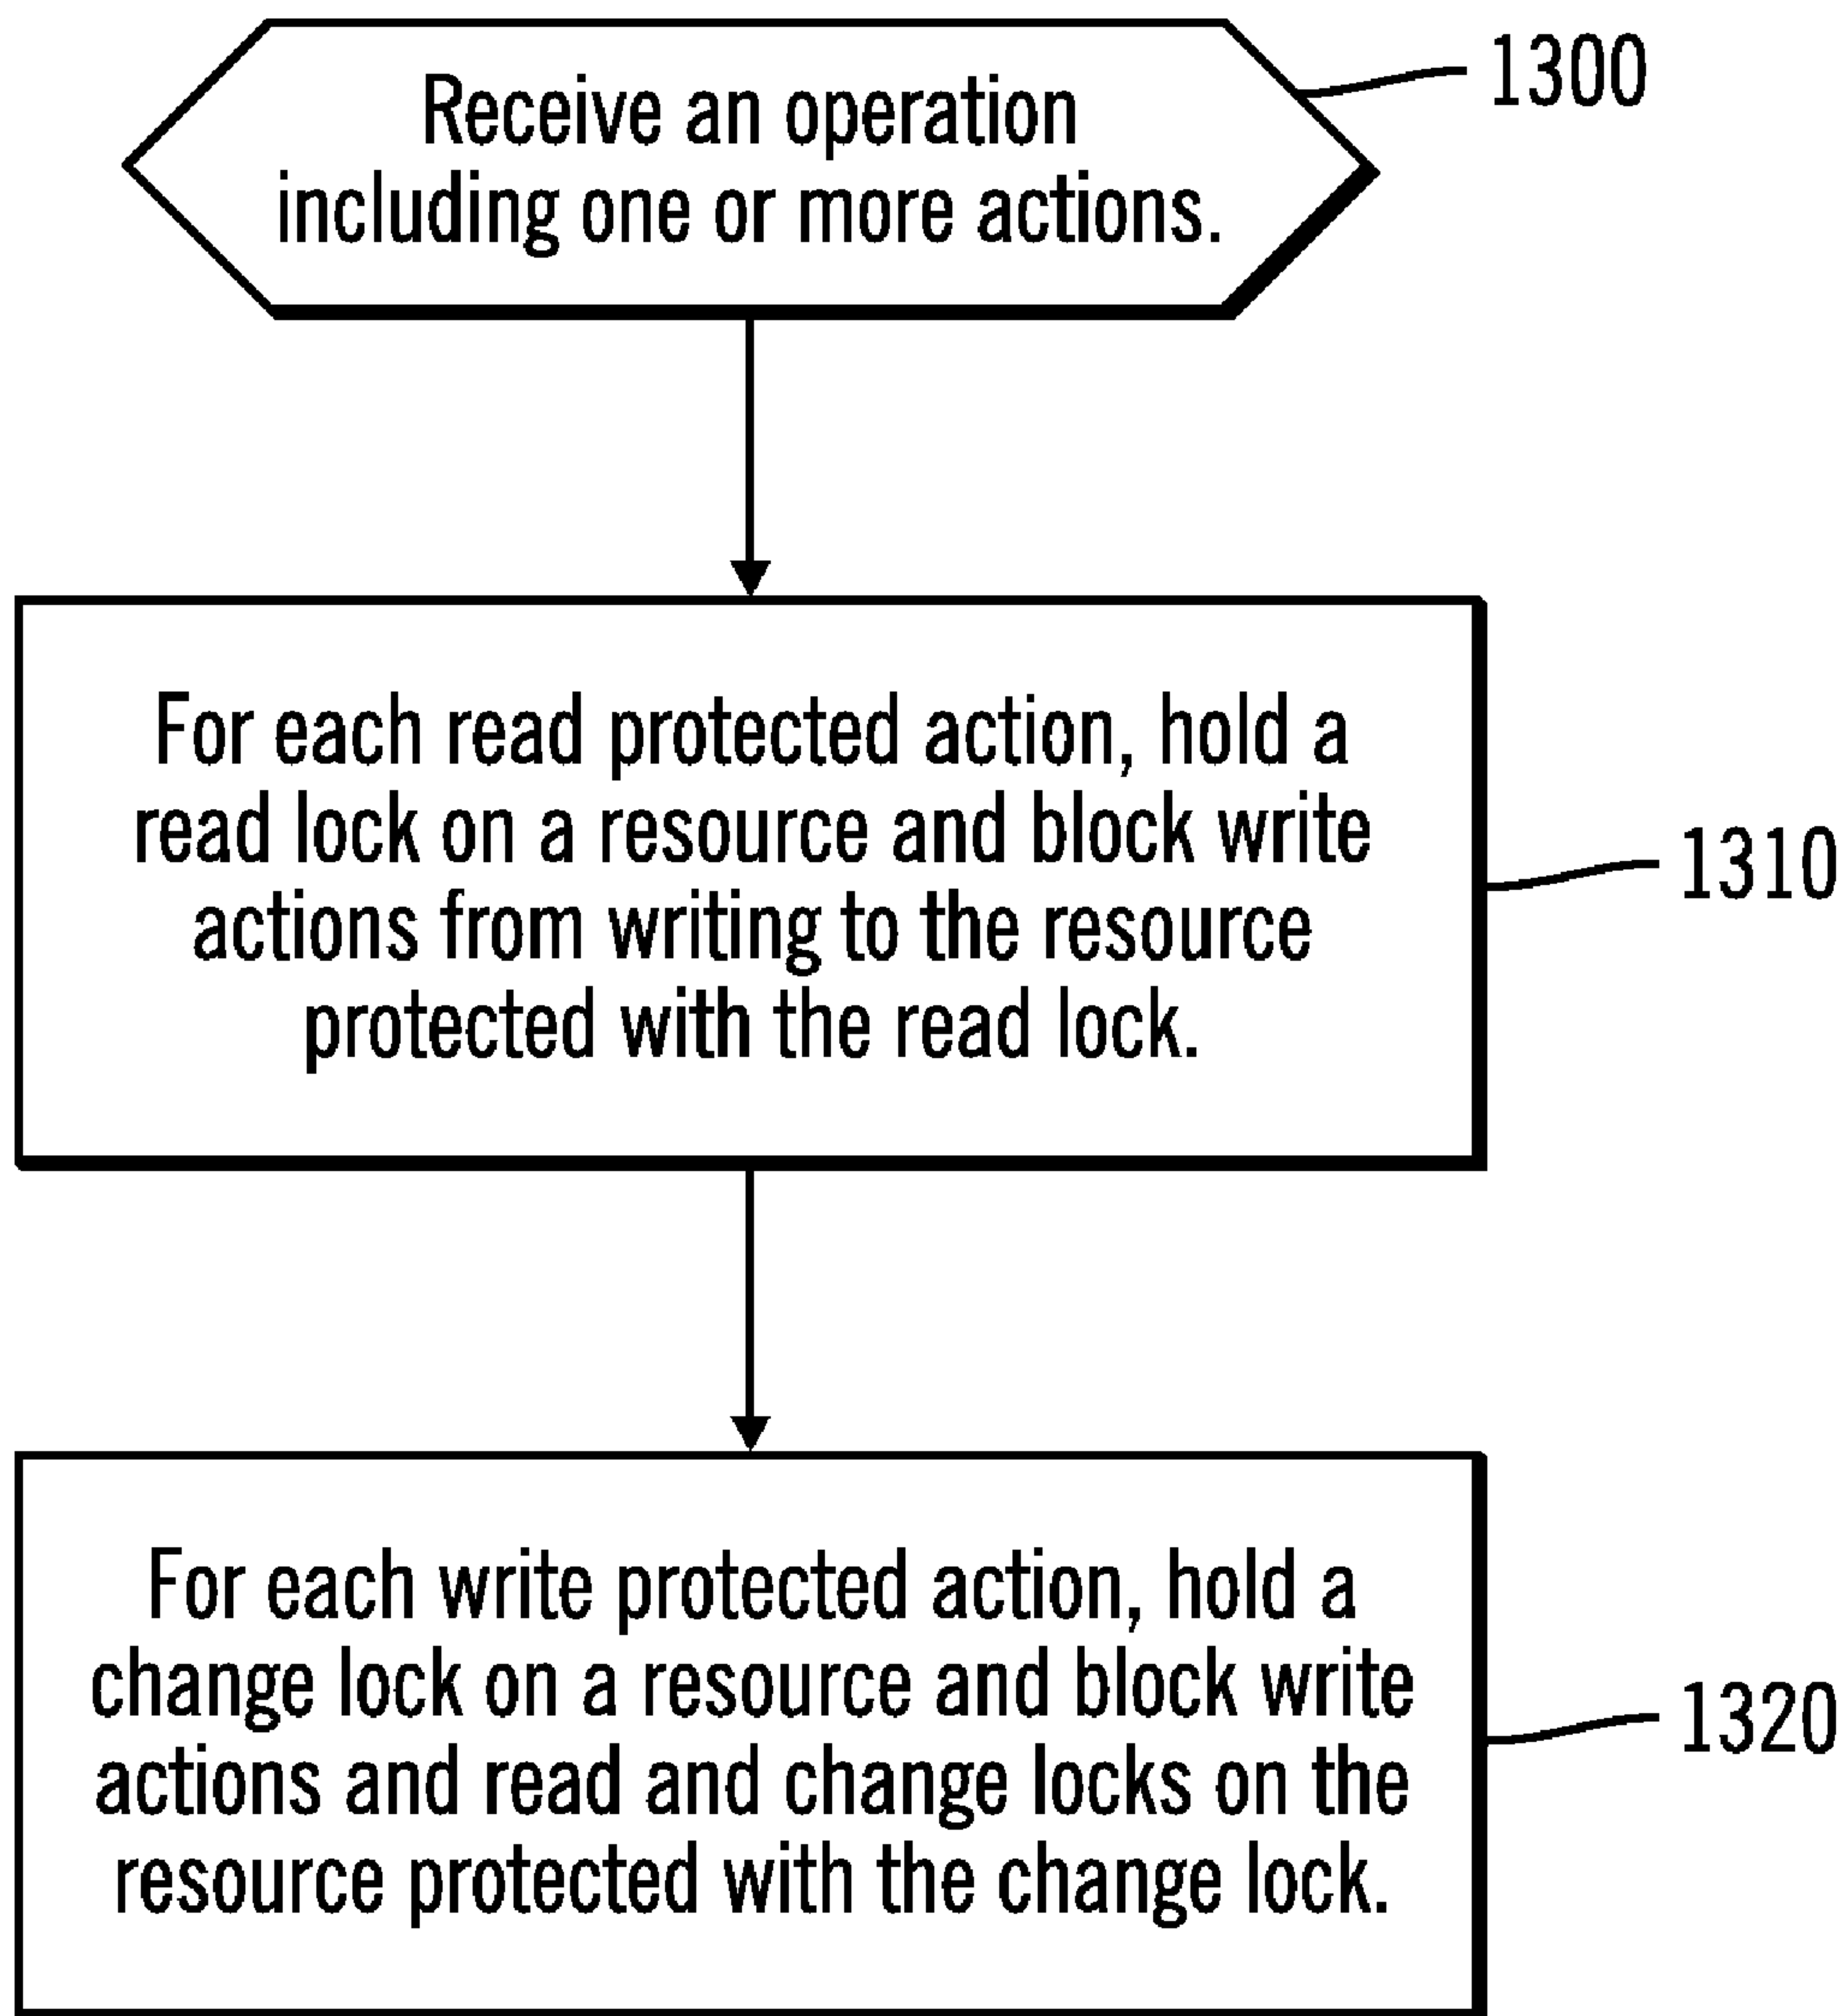 Receive an operation
including one or more actions.
1300
For each read protected action, hold a
read lock on a resource and block write
actions from writing to the resource
protected with the read lock.
1310
For each write protected action, hold a
change lock on a resource and block write
actions and read and change locks on the
resource protected with the change lock.
1320